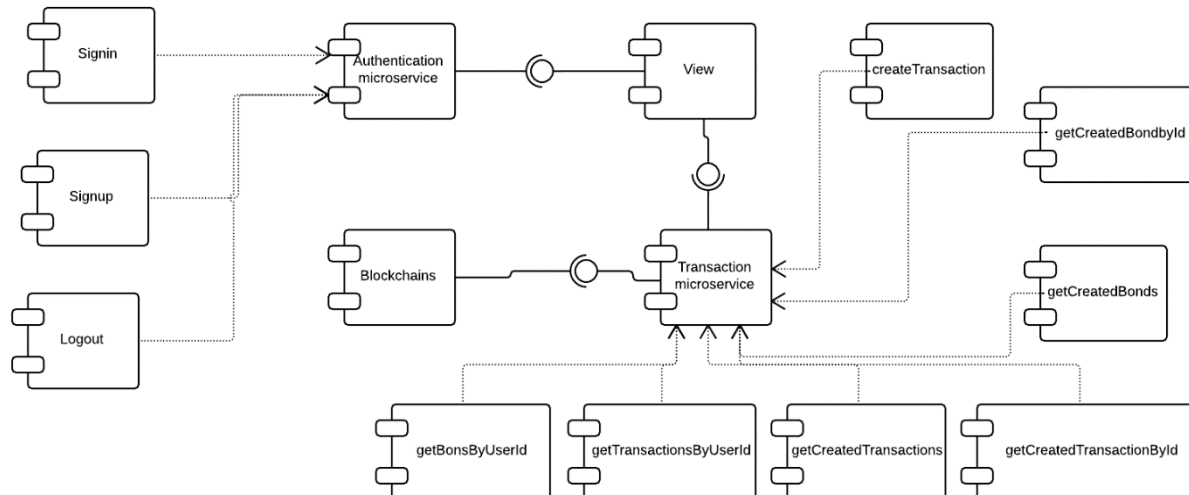 Signin
Authentication
microservice
View
createTransaction
getCreatedBondbyId
Signup
Blockchains
Transaction
microservice
getCreatedBonds
Logout
getBonsByUserId
getTransactionsByUserId
getCreatedTransactions
getCreatedTransactionById